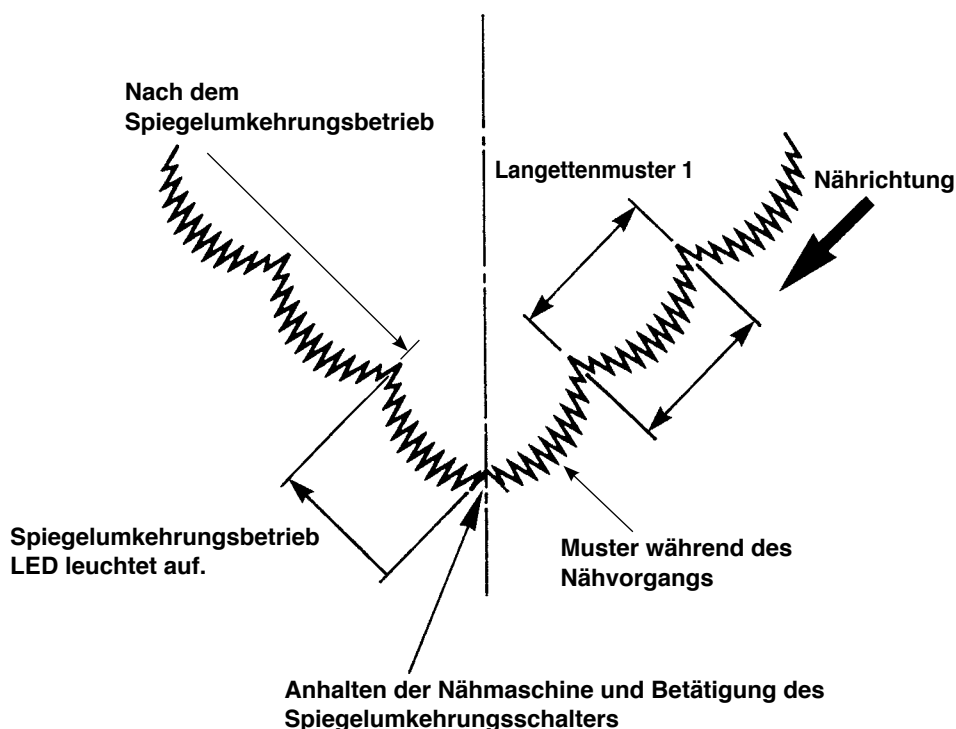 Nach dem
Spiegelumkehrungsbetrieb
Langettenmuster 1
Nährichtung
Spiegelumkehrungsbetrieb
LED leuchtet auf.
Muster während des
Nähvorgangs
Anhalten der Nähmaschine und Betätigung des
Spiegelumkehrungsschalters